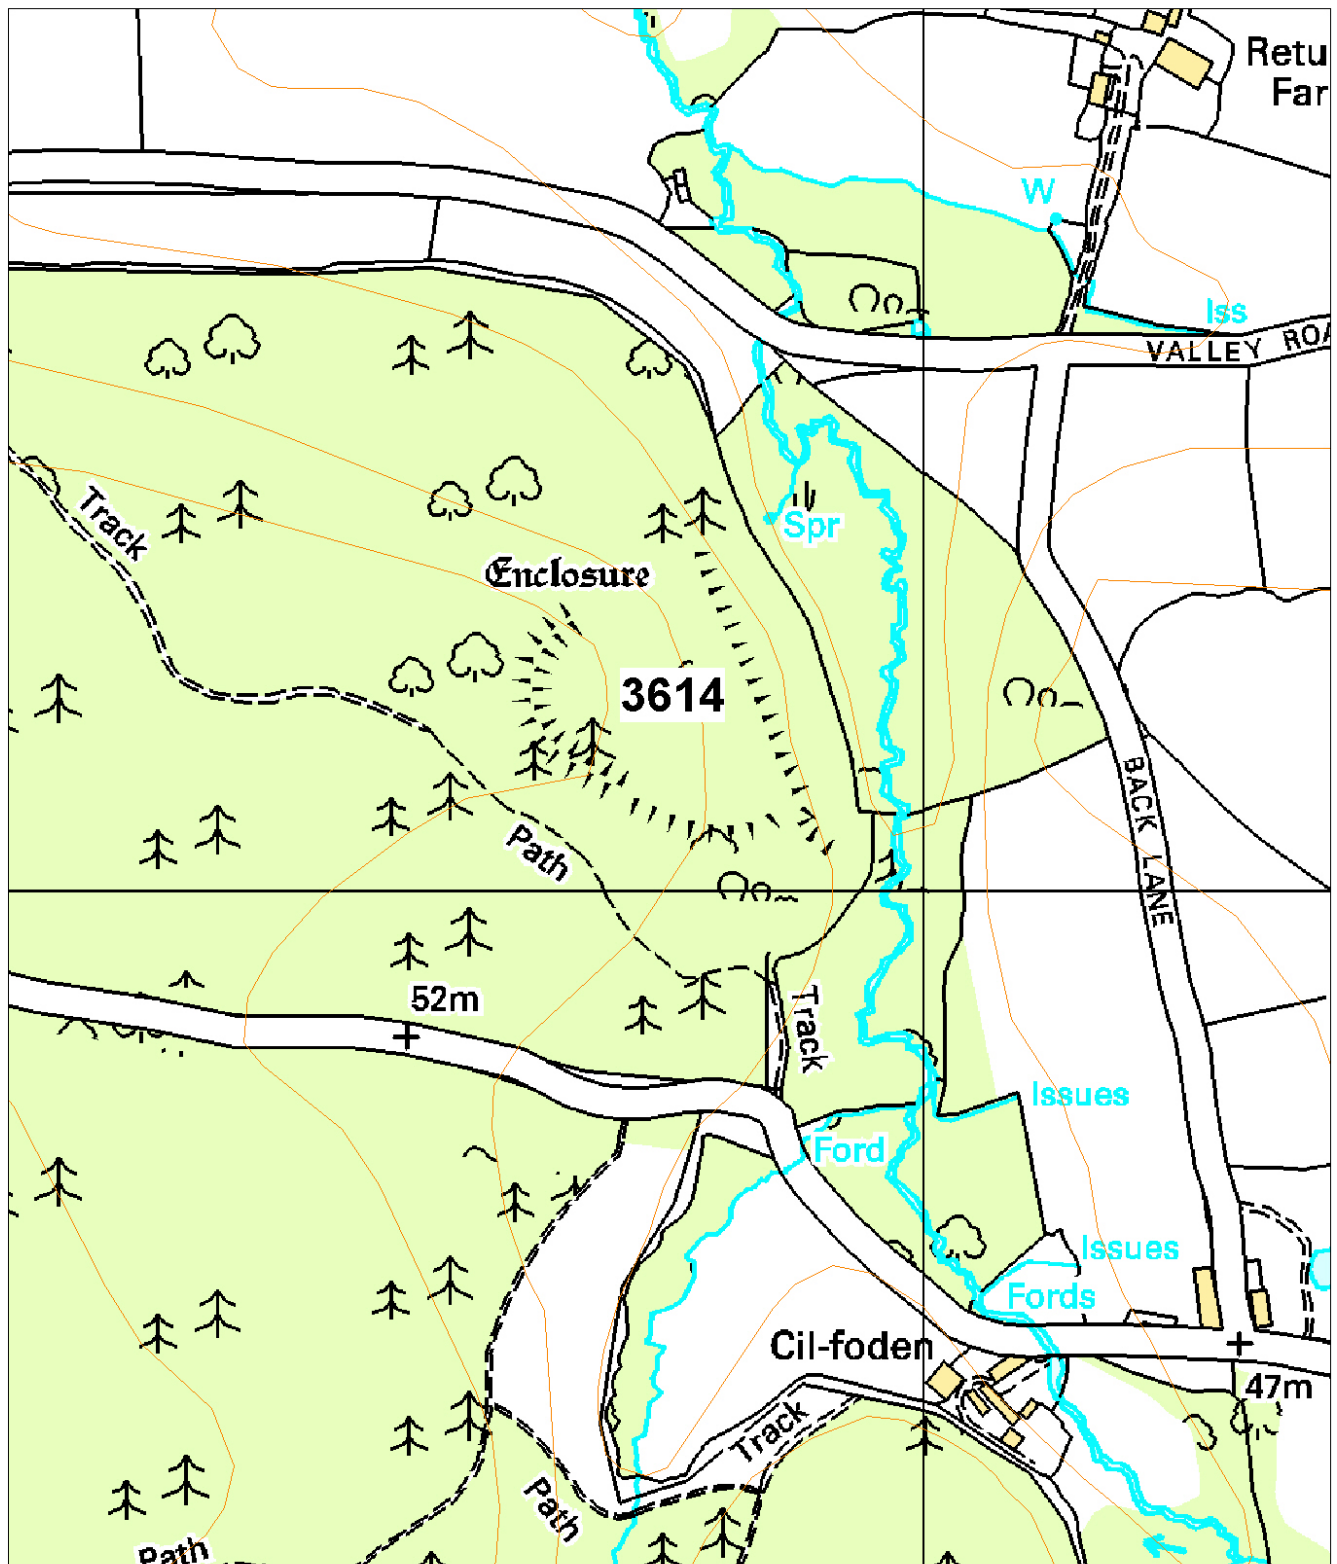 Retu
Far
W
Iss
VALLEY ROA
Track
Spr
Enclosure
3614
BACK LANE
Path
52m
Track
Issues
Ford
Issues
Fords
Cil-foden
47m
Track
Path
Path